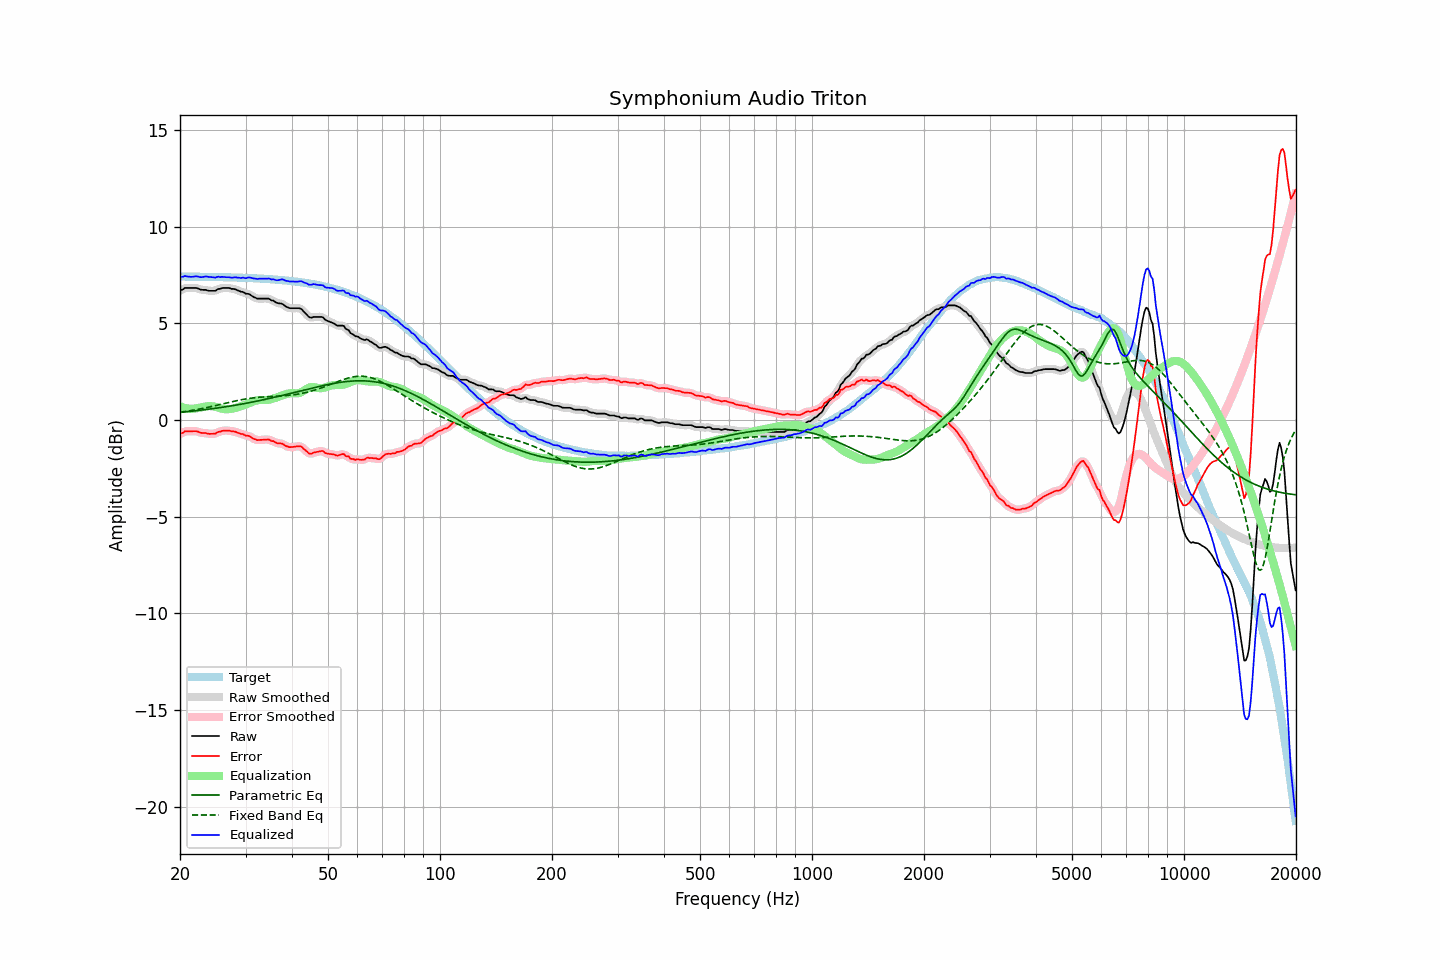 Symphonium Audio Triton
15
10
5
0
−5
−10
−15
−20
Amplitude (dBr)
Target
Raw Smoothed
Error Smoothed
Raw
Error
Equalization
Parametric Eq
Fixed Band Eq
Equalized
20 50 100 200 500 1000 2000 5000 10000 20000
Frequency (Hz)